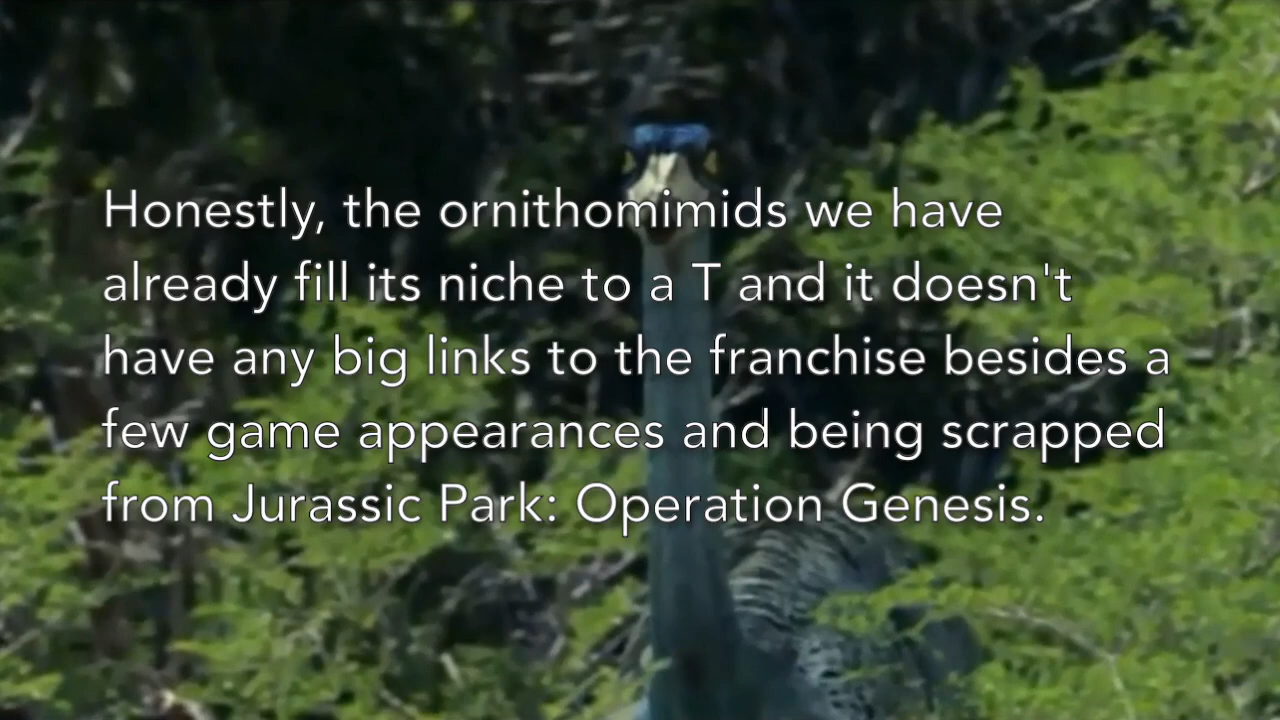 Honestly, the ornithomimids we have
already fill its niche to a T and it doesn't
have any big links to the franchise besides a
few game appearances and being scrapped
from Jurassic Park: Operation Genesis.